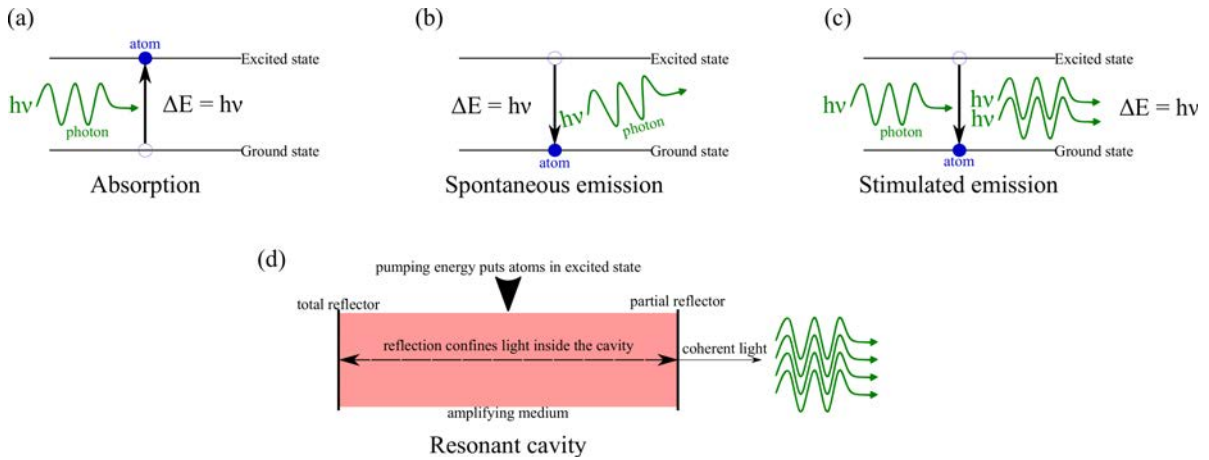 (a)
atom
Excited state
hν
photon
ΔE = hν
Ground state
Absorption
(b)
Excited state
ΔE = hν
hν
photon
atom
Ground state
Spontaneous emission
(c)
Excited state
hν
photon
hν
hν
ΔE = hν
atom
Ground state
Stimulated emission
(d)
pumping energy puts atoms in excited state
total reflector
partial reflector
reflection confines light inside the cavity
coherent light
amplifying medium
Resonant cavity